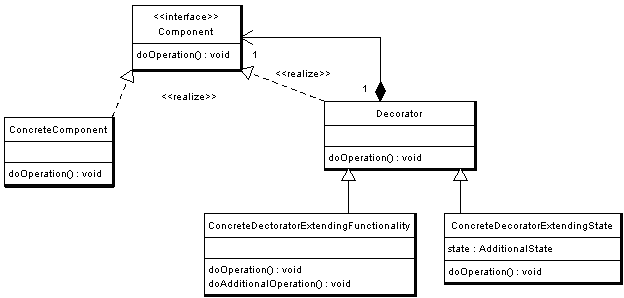 <<interface>>
Component
doOperation() : void
1
<<realize>>
<<realize>>
1
Decorator
doOperation() : void
ConcreteComponent
doOperation() : void
ConcreteDectoratorExtendingFunctionality
doOperation() : void
doAdditionalOperation() : void
ConcreteDecoratorExtendingState
state : AdditionalState
doOperation() : void